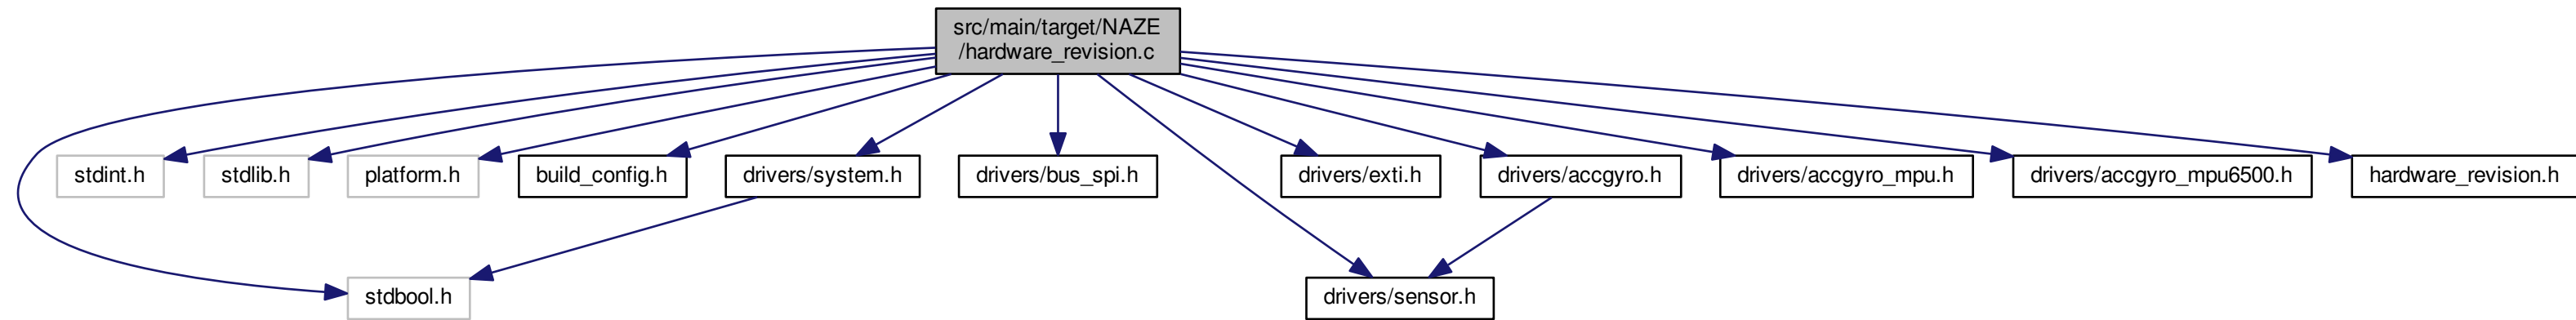 src/main/target/NAZE
/hardware_revision.c
stdint.h
stdlib.h
platform.h
build_config.h
drivers/system.h
drivers/bus_spi.h
drivers/exti.h
drivers/accgyro.h
drivers/accgyro_mpu.h
drivers/accgyro_mpu6500.h
hardware_revision.h
stdbool.h
drivers/sensor.h